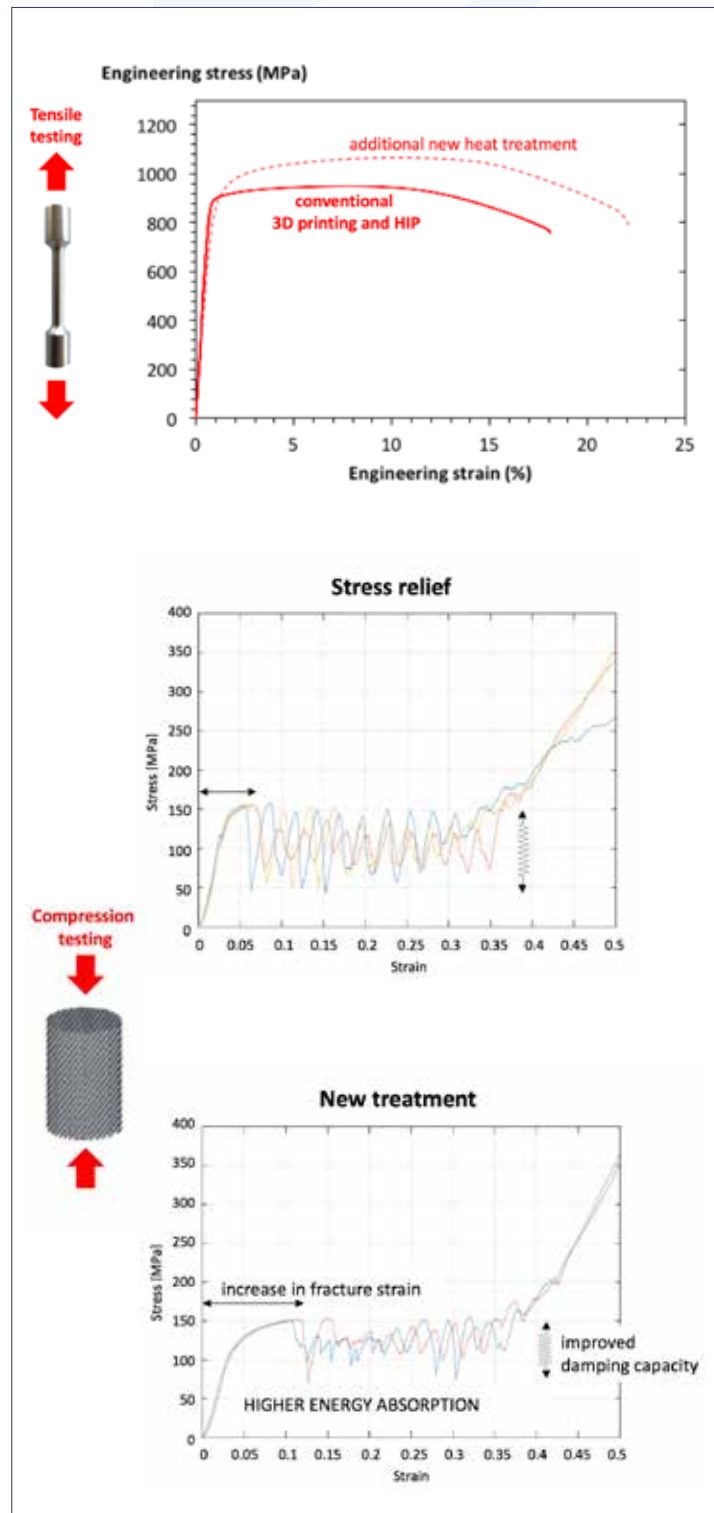 Engineering stress (MPa)
Tensile
testing
1200
1000
800
600
400
200
0
additional new heat treatment
conventional
3D printing and HIP
0 5 10 15 20 25
Engineering strain (%)
Stress relief
400
350
300
250
200
150
100
50
0
Stress [MPa]
0 0.05 0.1 0.15 0.2 0.25 0.3 0.35 0.4 0.45 0.5
Strain
Compression
testing
New treatment
400
350
300
250
200
150
100
50
0
Stress [MPa]
increase in fracture strain
improved
damping capacity
HIGHER ENERGY ABSORPTION
0 0.05 0.1 0.15 0.2 0.25 0.3 0.35 0.4 0.45 0.5
Strain